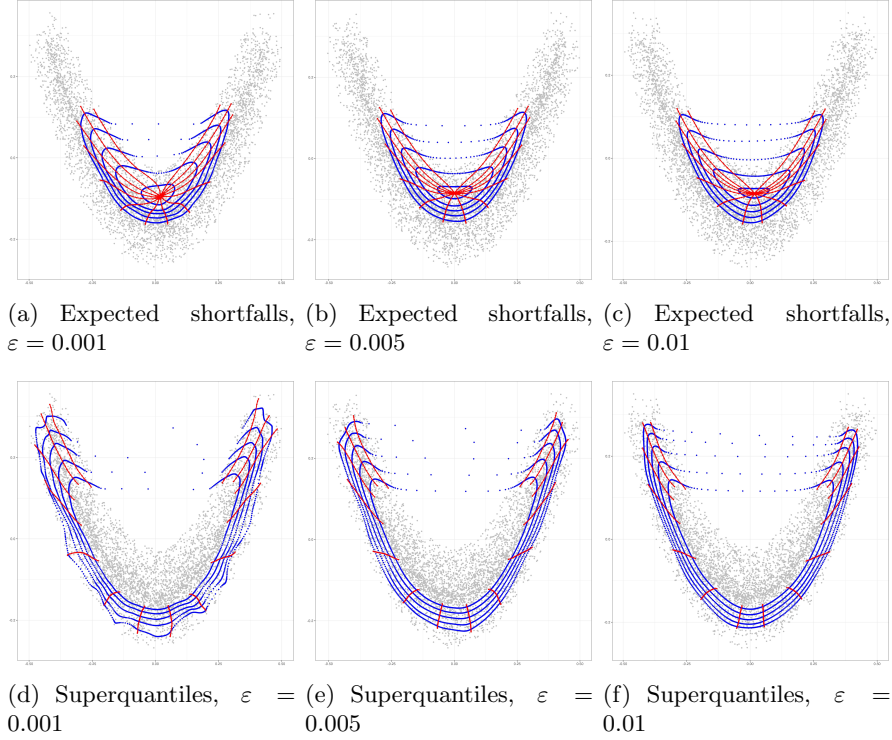 (a) Expected shortfalls,
ε = 0.001
(b) Expected shortfalls,
ε = 0.005
(c) Expected shortfalls,
ε = 0.01
(d) Superquantiles, ε =
0.001
(e) Superquantiles, ε =
0.005
(f) Superquantiles, ε =
0.01